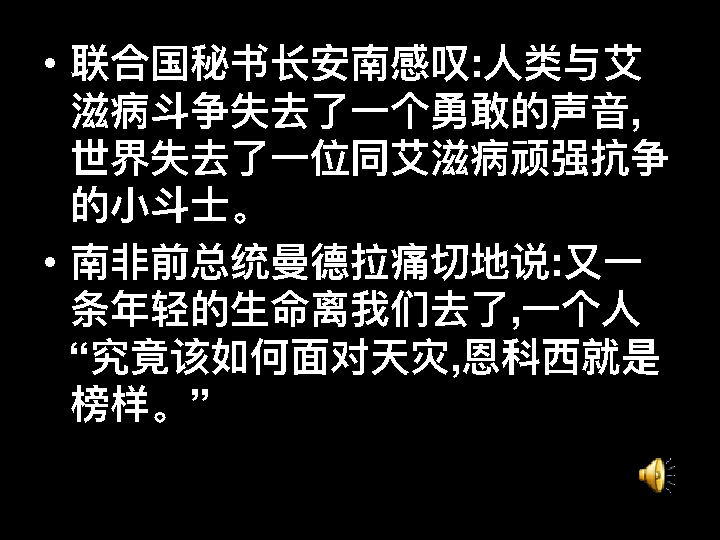 • 联合国秘书长安南感叹:人类与艾
滋病斗争失去了一个勇敢的声音,
世界失去了一位同艾滋病顽强抗争
的小斗士。
• 南非前总统曼德拉痛切地说:又一
条年轻的生命离我们去了,一个人
“究竟该如何面对天灾,恩科西就是
榜样。”